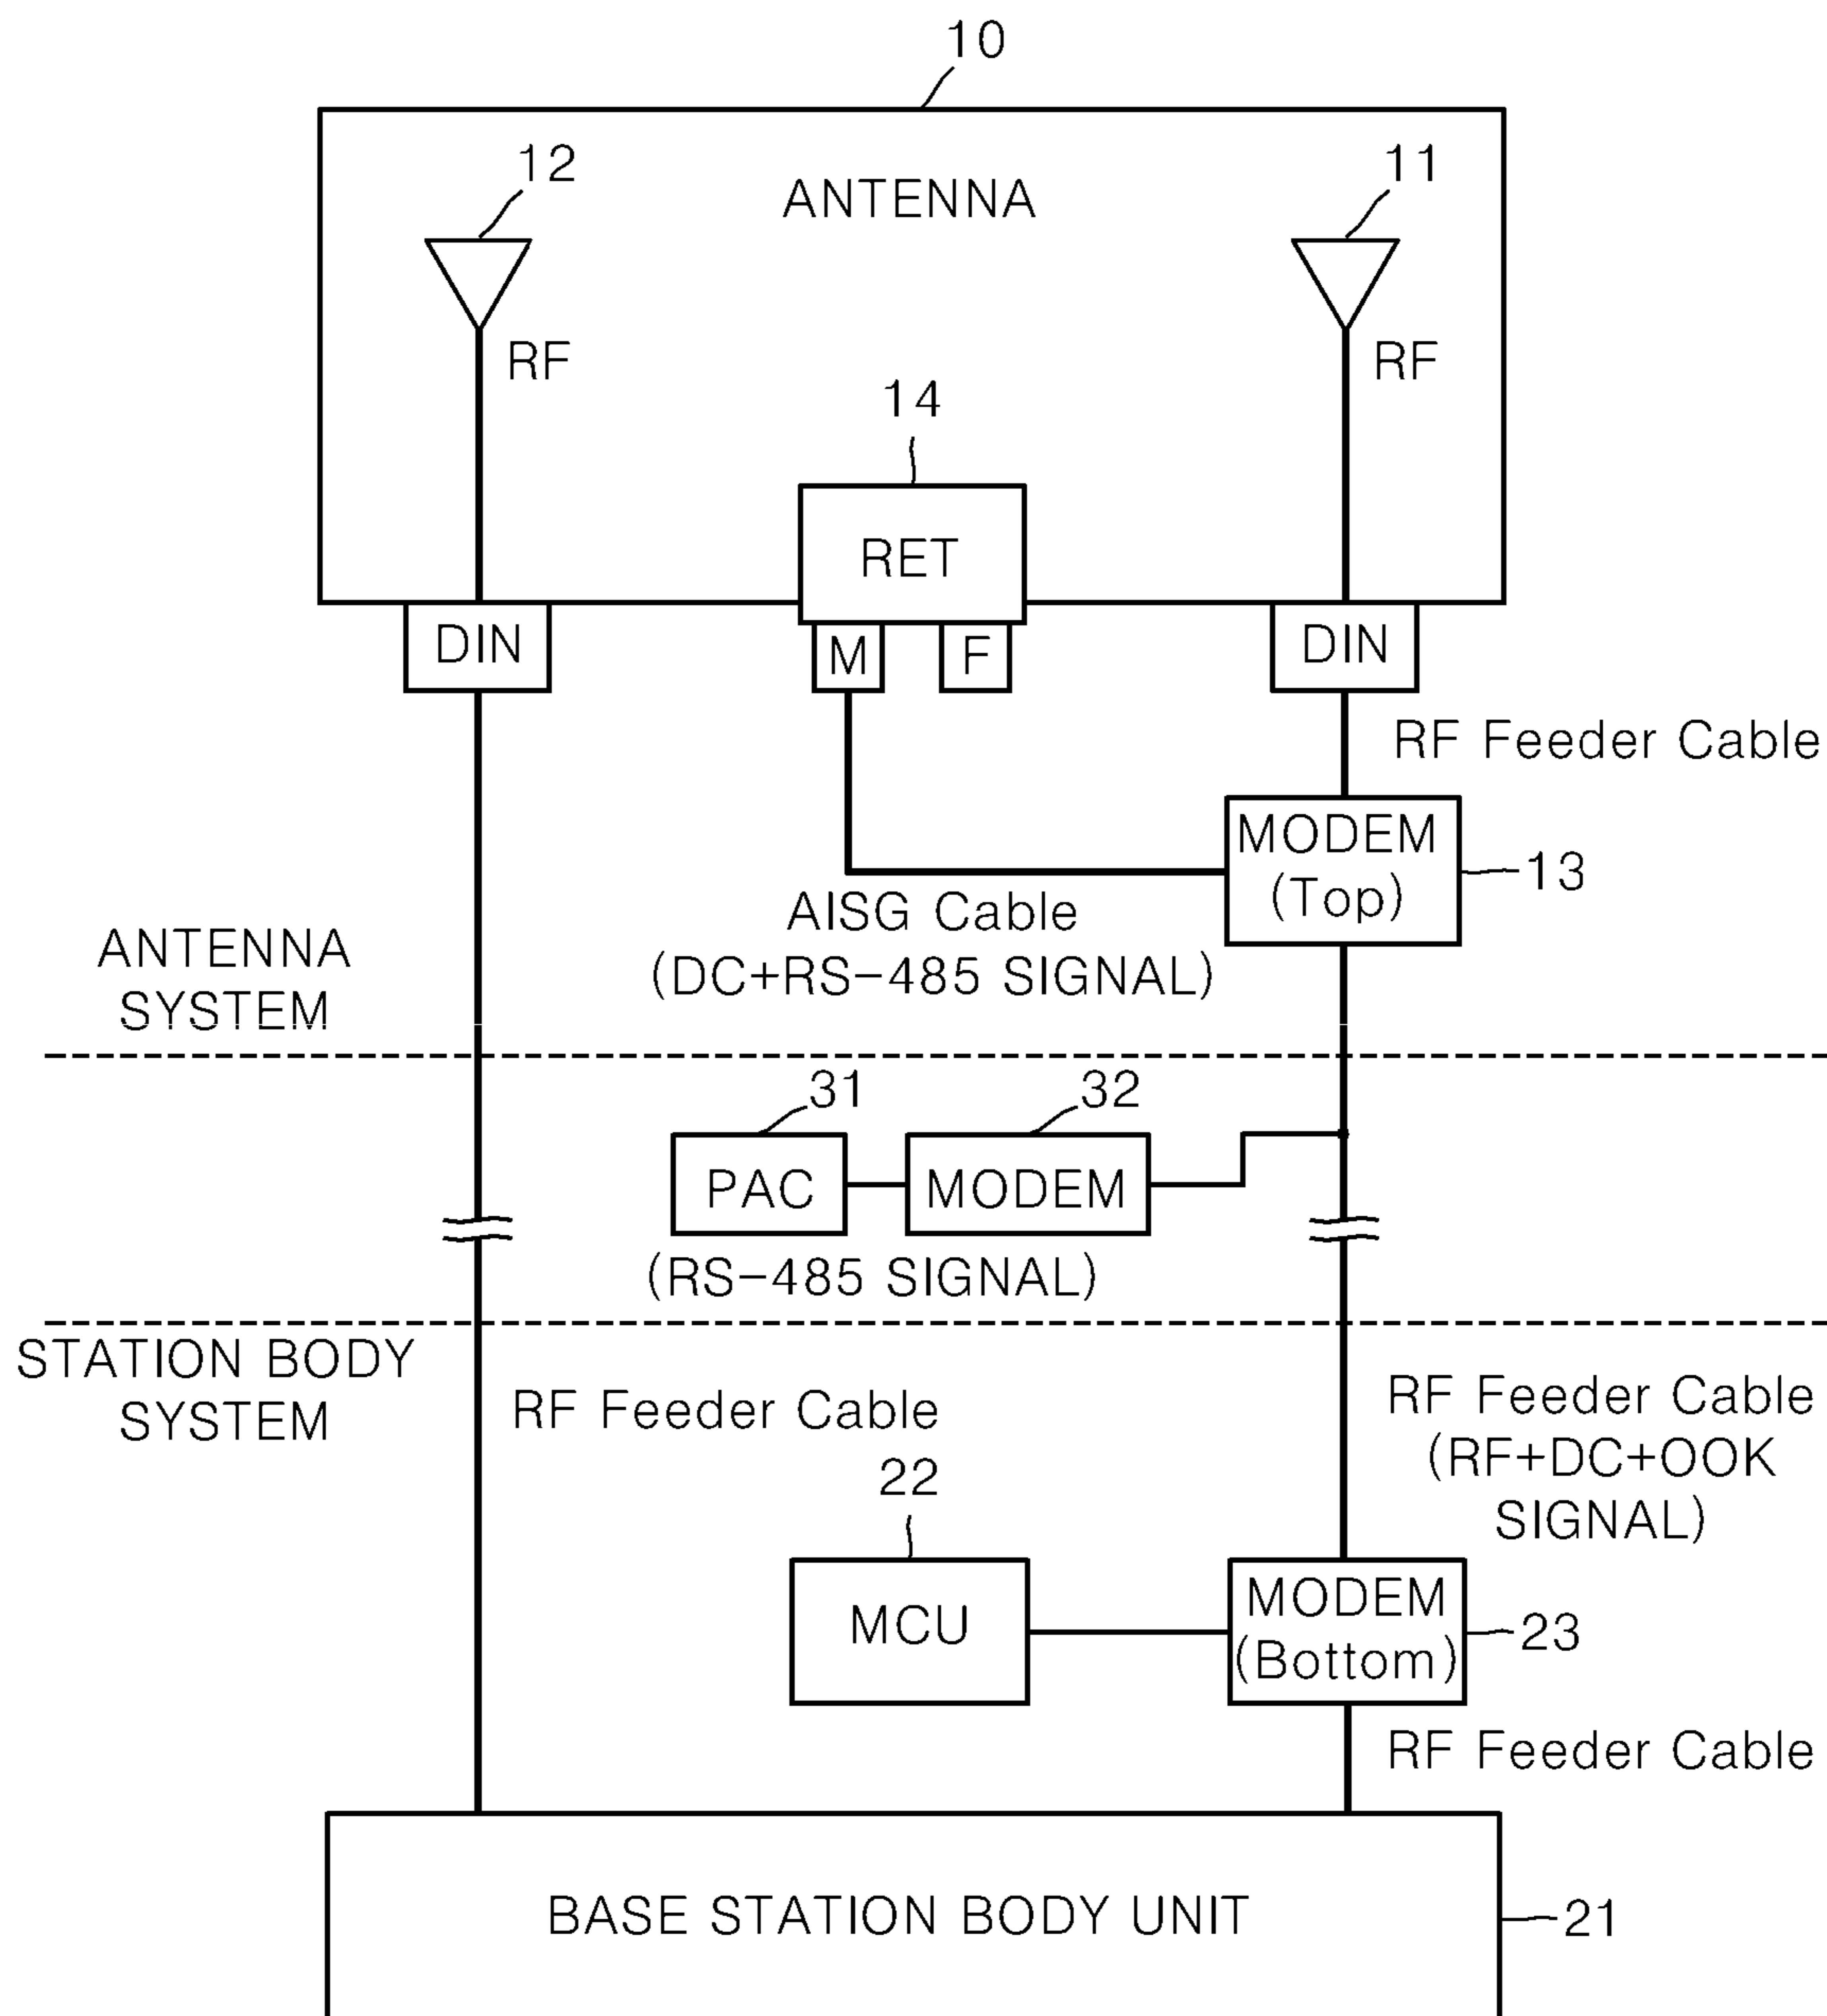 10
12
ANTENNA
11
RF
RF
14
RET
DIN
M
F
DIN
RF Feeder Cable
MODEM
(Top)
13
AISG Cable
(DC+RS-485 SIGNAL)
ANTENNA
SYSTEM
31
32
PAC
MODEM
(RS-485 SIGNAL)
STATION BODY
SYSTEM
RF Feeder Cable
RF Feeder Cable
(RF+DC+OOK
SIGNAL)
22
MCU
MODEM
(Bottom)
23
RF Feeder Cable
BASE STATION BODY UNIT
21